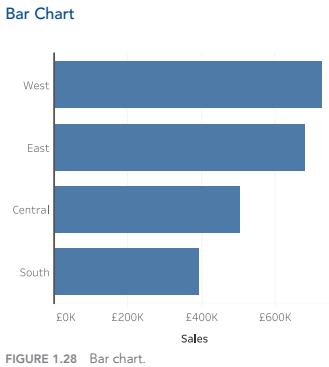 Bar Chart
West
East
Central
South
£0K £200K £400K £600K
Sales
FIGURE 1.28 Bar chart.